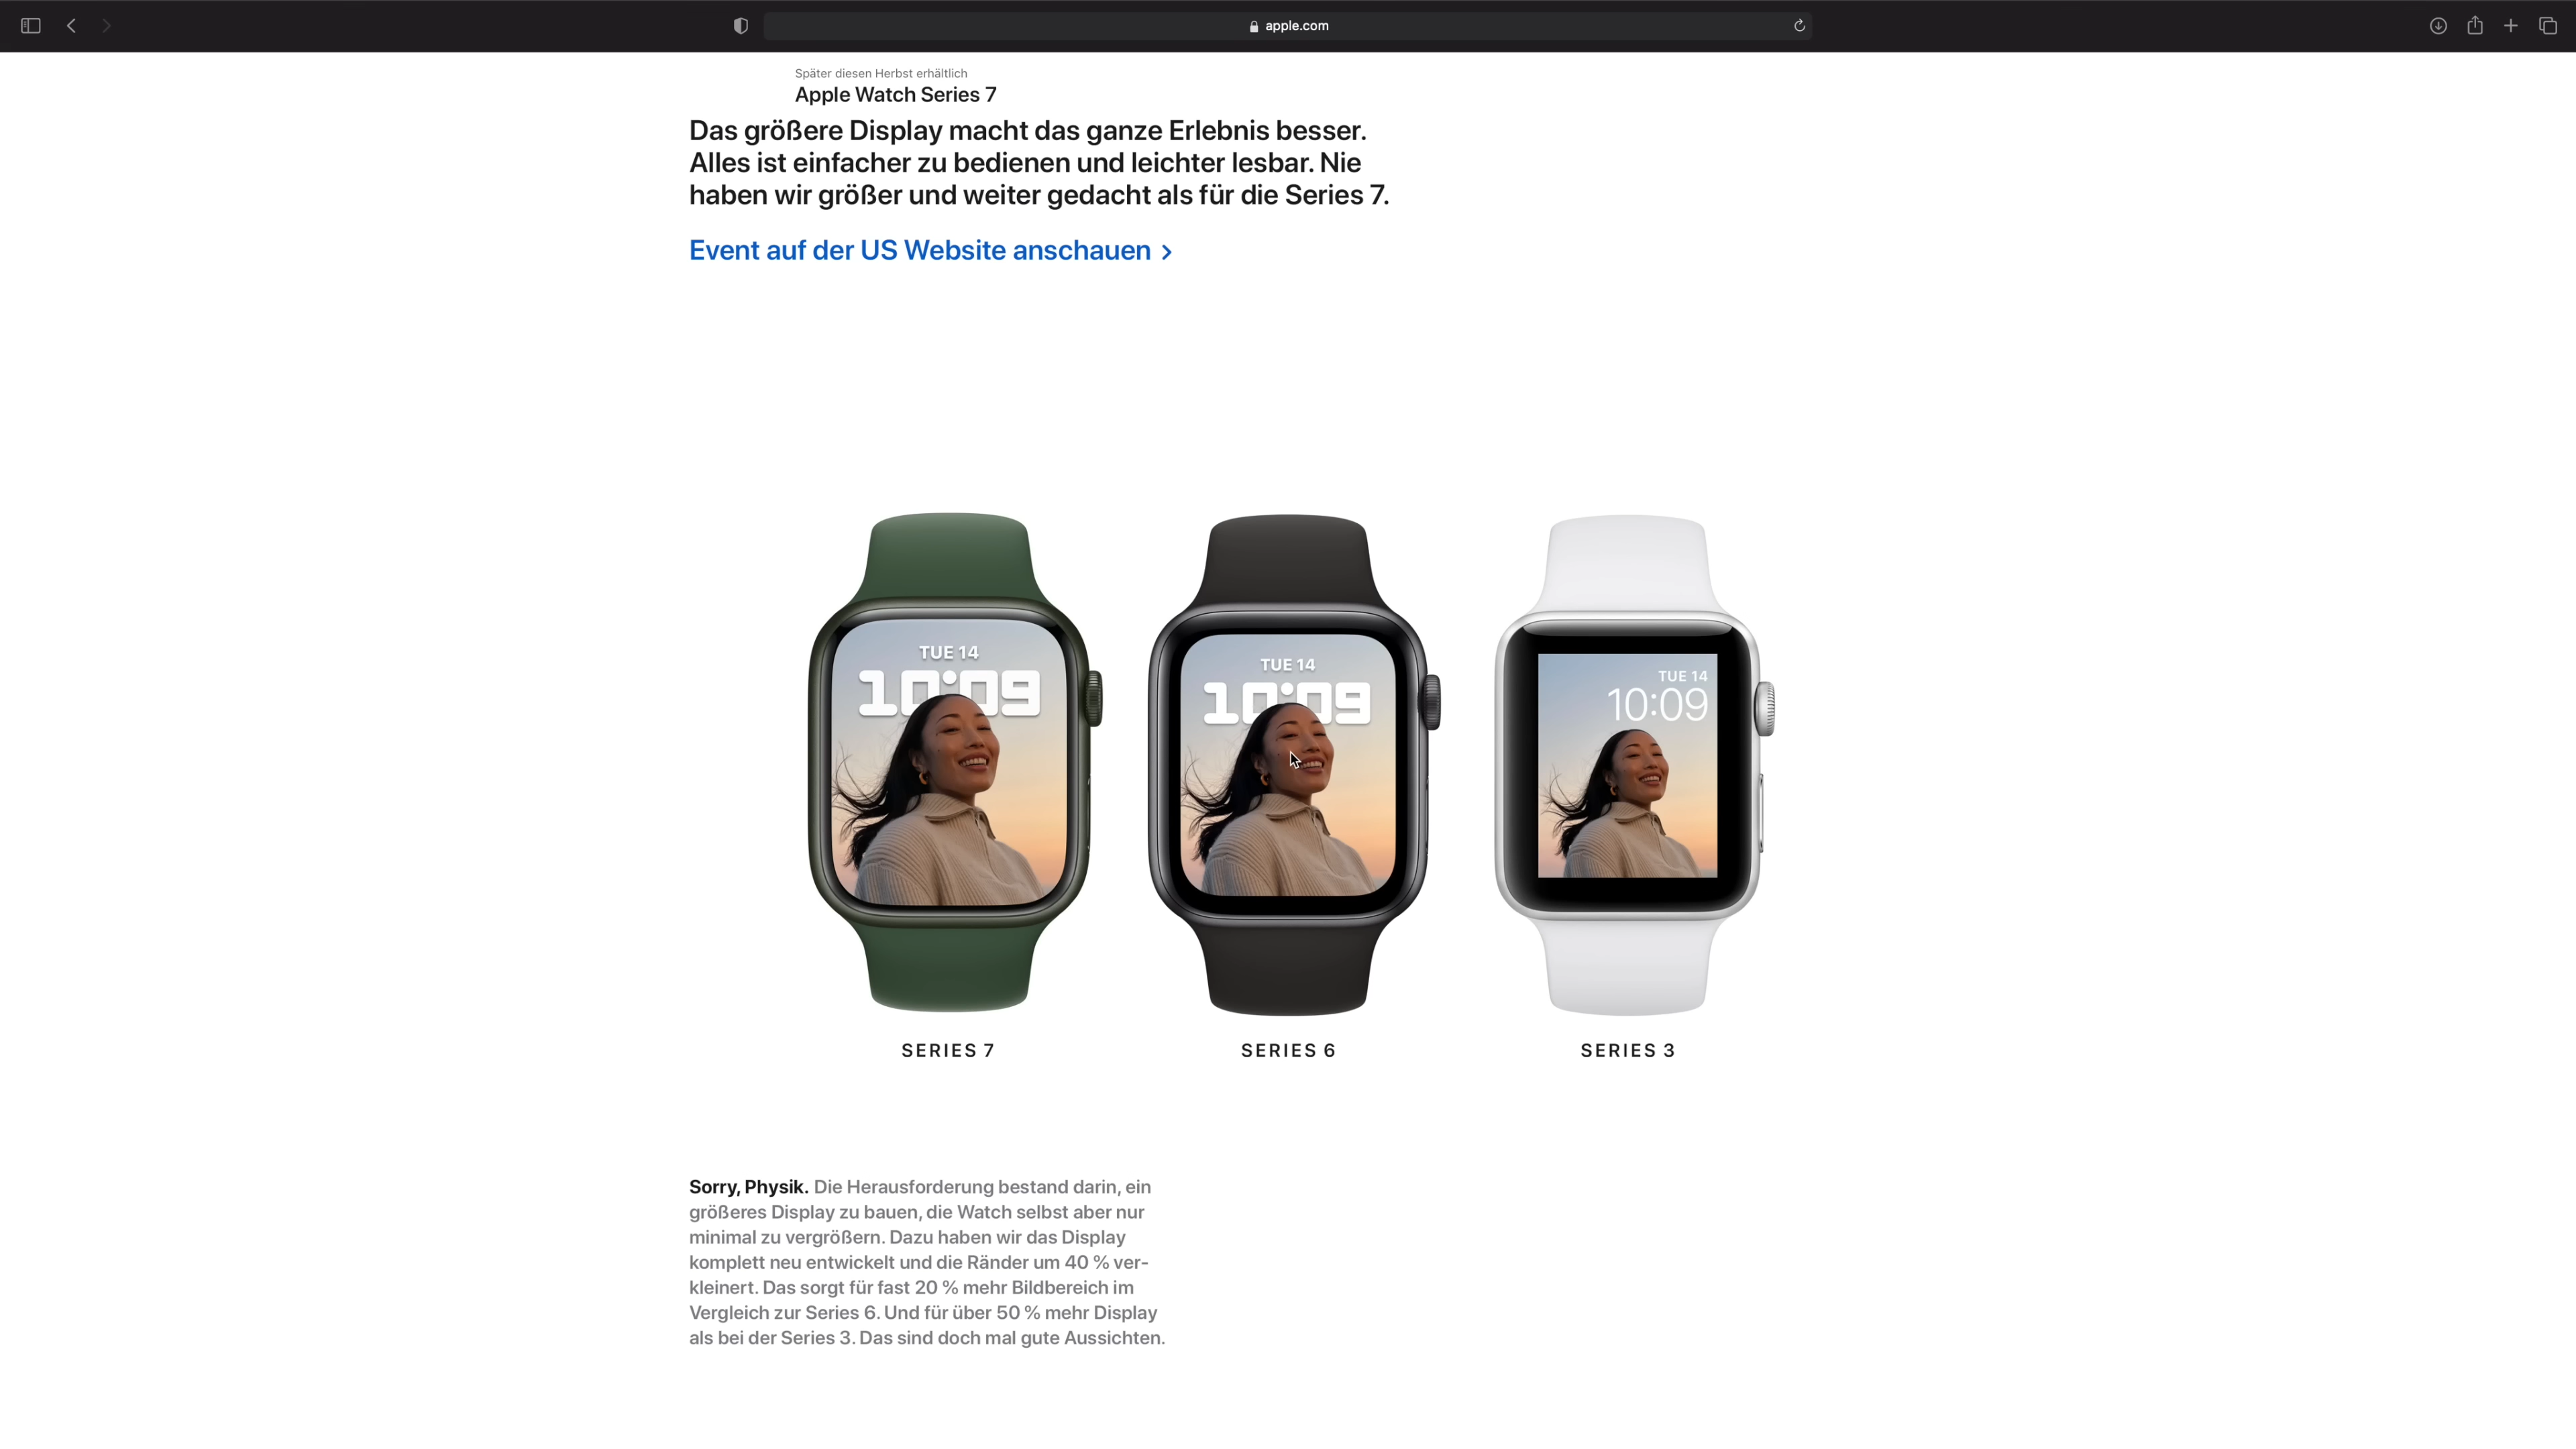 apple.com
Später diesen Herbst erhältlich
Apple Watch Series 7
Das größere Display macht das ganze Erlebnis besser.
Alles ist einfacher zu bedienen und leichter lesbar. Nie
haben wir größer und weiter gedacht als für die Series 7.
Event auf der US Website anschauen >
TUE 14
10:09
TUE 14
10:09
TUE 14
10:09
SERIES 7
SERIES 6
SERIES 3
Sorry, Physik. Die Herausforderung bestand darin, ein
größeres Display zu bauen, die Watch selbst aber nur
minimal zu vergrößern. Dazu haben wir das Display
komplett neu entwickelt und die Ränder um 40 % ver-
kleinert. Das sorgt für fast 20 % mehr Bildbereich im
Vergleich zur Series 6. Und für über 50 % mehr Display
als bei der Series 3. Das sind doch mal gute Aussichten.